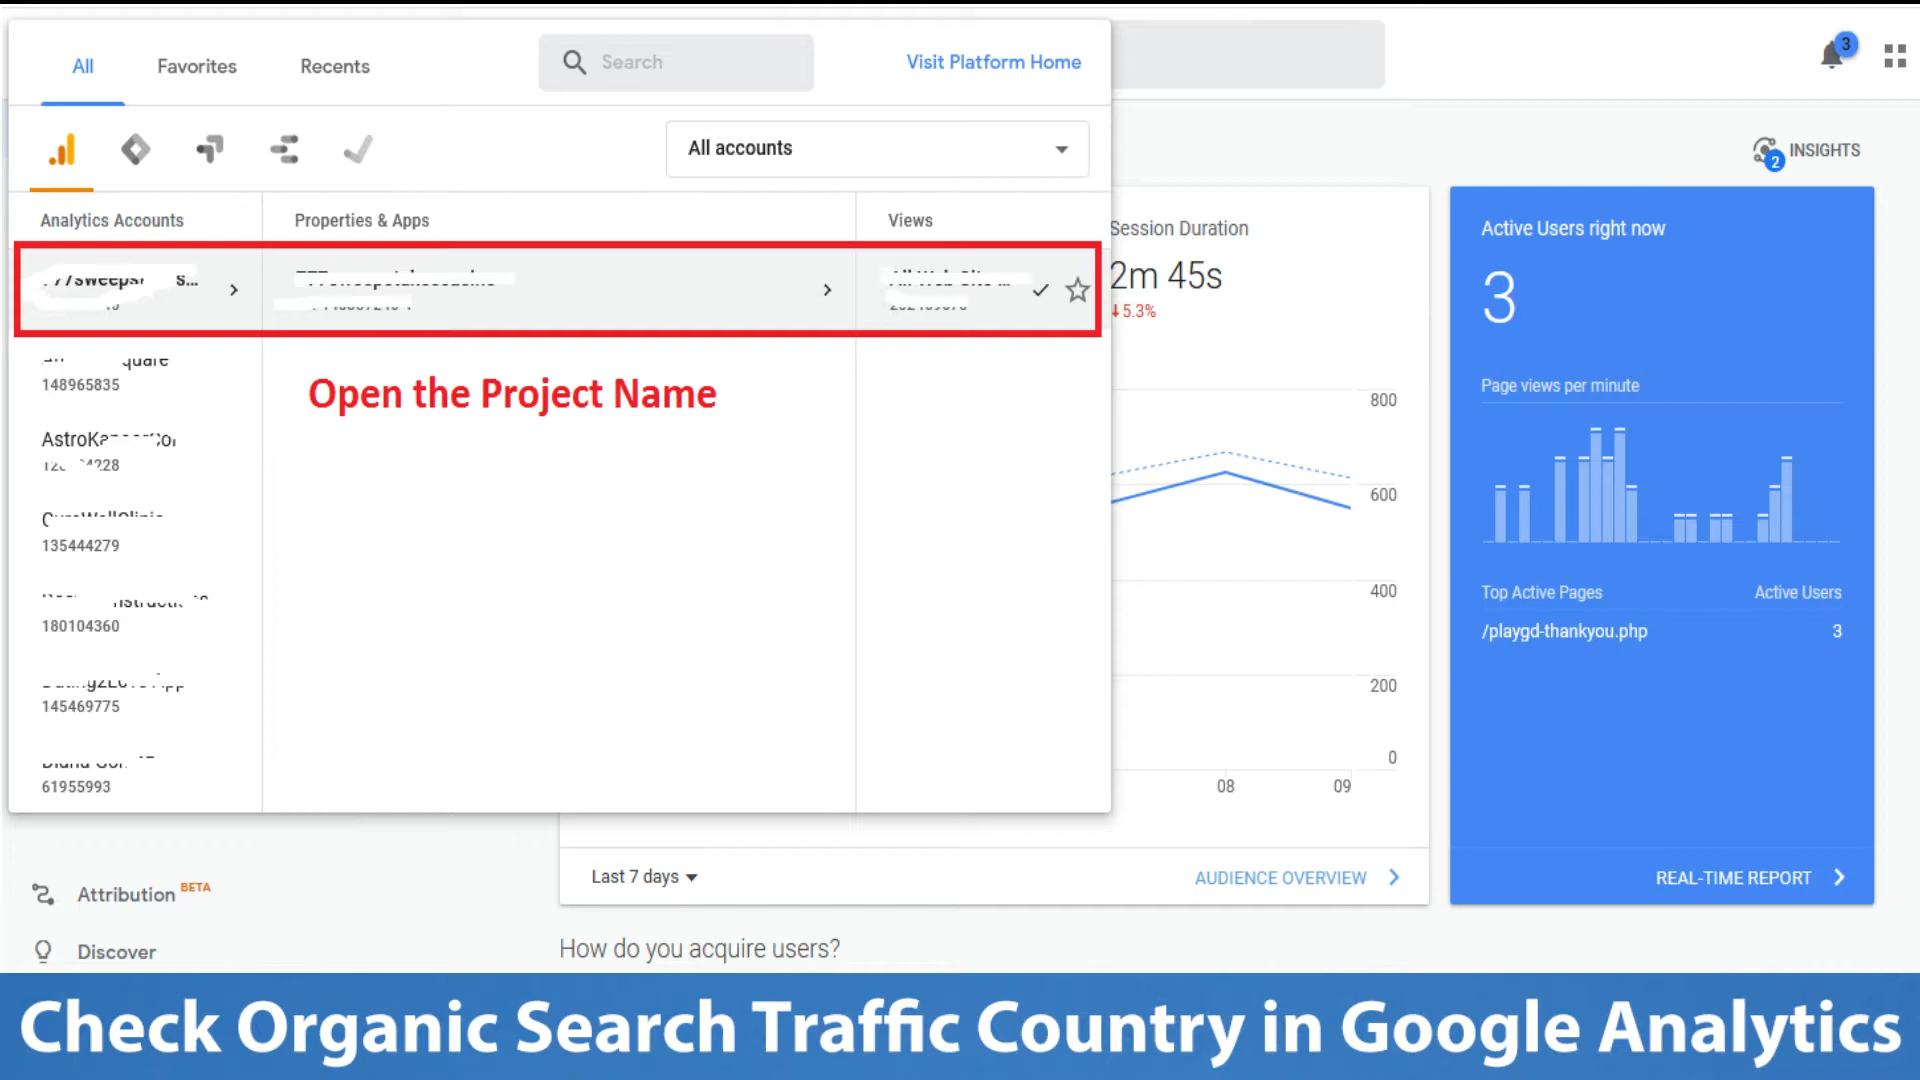 All
Favorites
Recents
Search
Visit Platform Home
3
All accounts
2
INSIGHTS
Analytics Accounts
Properties & Apps
Views
148965835
135444279
180104360
145469775
61955993
Open the Project Name
Session Duration
2m 45s
5.3%
800
600
400
200
0
08
09
Last 7 days
AUDIENCE OVERVIEW
Active Users right now
3
Page views per minute
Top Active Pages
Active Users
/playgd-thankyou.php
3
REAL-TIME REPORT
Attribution BETA
Discover
How do you acquire users?
Check Organic Search Traffic Country in Google Analytics